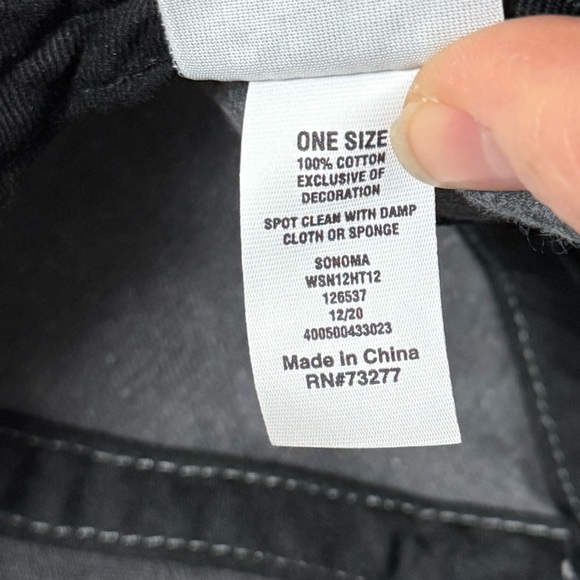 ONE SIZE
100% COTTON
EXCLUSIVE OF
DECORATION
SPOT CLEAN WITH DAMP
CLOTH OR SPONGE
SONOMA
WSN12HT12
126537
12/20
400500433023
Made In China
RN#73277